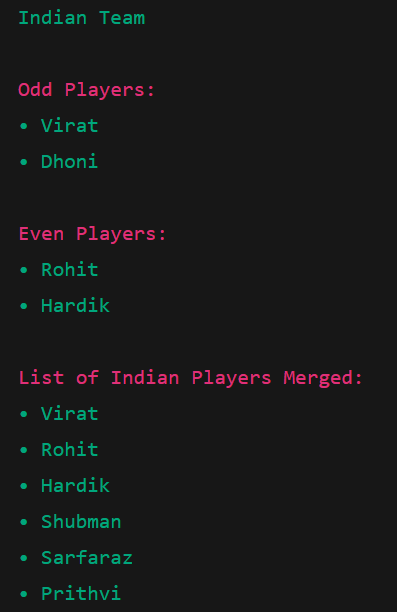 Indian Team
Odd Players:
• Virat
• Dhoni
Even Players:
• Rohit
• Hardik
List of Indian Players Merged:
• Virat
• Rohit
• Hardik
• Shubman
• Sarfaraz
• Prithvi